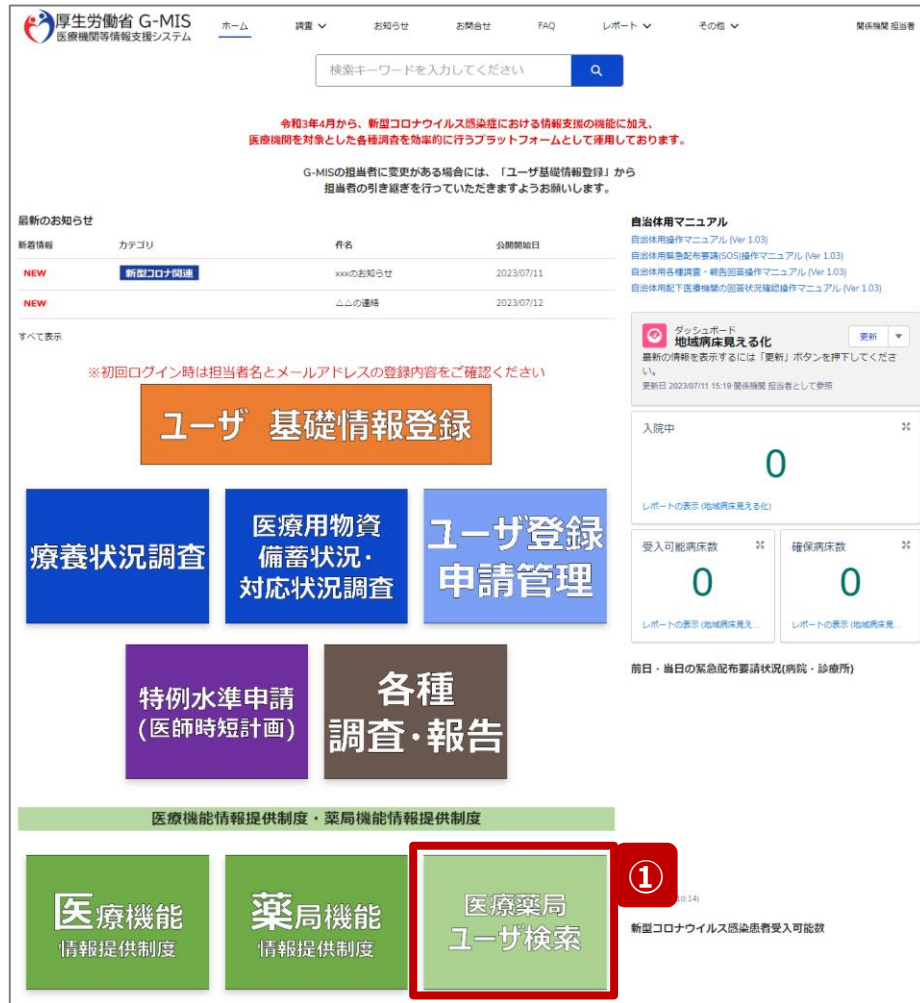 厚生労働省 G-MIS
医療機関等情報支援システム
ホーム 調査 お知らせ お問合せ FAQ レポート その他 関係機関 担当者
検索キーワードを入力してください
令和3年4月から、新型コロナウイルス感染症における情報支援の機能に加え、
医療機関を対象とした各種調査を効率的に行うプラットフォームとして運用しております。
G-MISの担当者に変更がある場合には、「ユーザ基礎情報登録」から
担当者の引き継ぎを行っていただきますようお願いします。
最新のお知らせ
新着情報 カテゴリ 件名 公開開始日
NEW 新型コロナ関連 xxxのお知らせ 2023/07/11
NEW △△の連絡 2023/07/12
すべて表示
※初回ログイン時は担当者名とメールアドレスの登録内容をご確認ください
ユーザ 基礎情報登録
療養状況調査
医療用物資
備蓄状況・
対応状況調査
ユーザ登録
申請管理
特例水準申請
(医師時短計画)
各種
調査・報告
医療機能情報提供制度・薬局機能情報提供制度
医療機能
情報提供制度
薬局機能
情報提供制度
医療薬局
ユーザ検索
①
自治体用マニュアル
自治体用操作マニュアル (Ver 1.03)
自治体用緊急配布要請(SOS)操作マニュアル (Ver 1.03)
自治体用各種調査・報告回答操作マニュアル (Ver 1.03)
自治体用配下医療機関の回答状況確認操作マニュアル (Ver 1.03)
ダッシュボード
地域病床見える化
更新
最新の情報を表示するには「更新」ボタンを押下してくださ
い。
更新日 2023/07/11 15:19 関係機関 担当者として参照
入院中
0
レポートの表示 (地域病床見える化)
受入可能病床数
0
レポートの表示 (地域病床見え...
確保病床数
0
レポートの表示 (地域病床見...
前日・当日の緊急配布要請状況(病院・診療所)
10:14)
新型コロナウイルス感染患者受入可能数